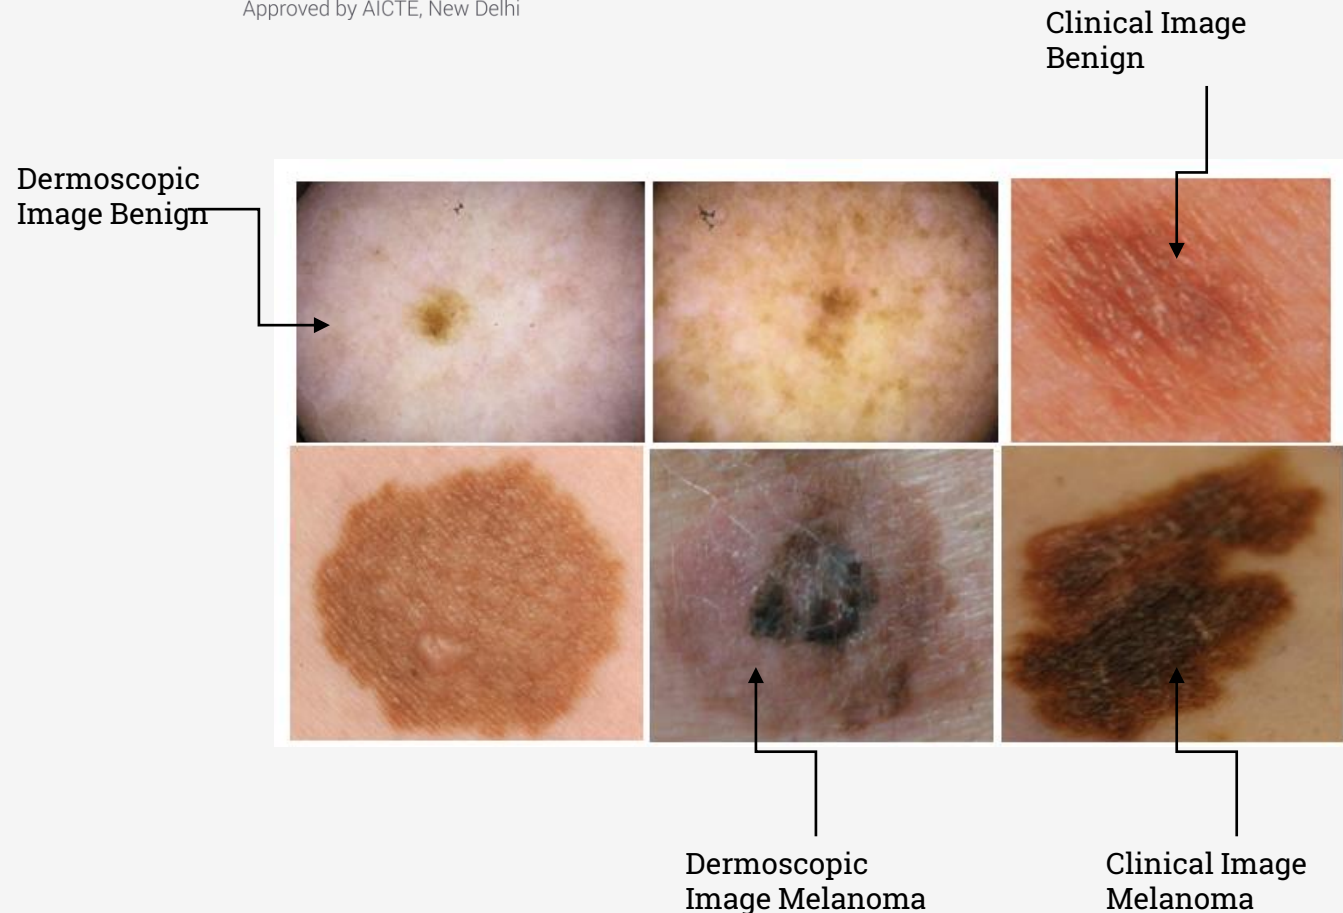 Approved by AICTE, New Delhi
Clinical Image
Benign
Dermoscopic
Image Benign
Dermoscopic
Image Melanoma
Clinical Image
Melanoma